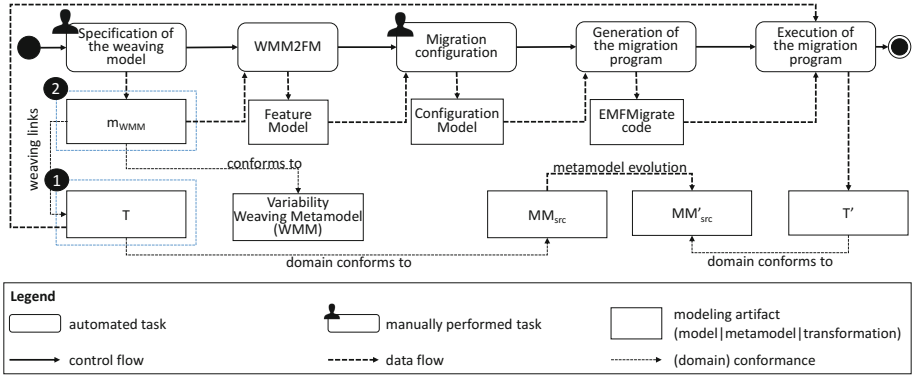 Specification of the weaving model
WMM2FM
Migration configuration
Generation of the migration program
Execution of the migration program
2
m_WMM
Feature Model
Configuration Model
EMFMigrate code
weaving links
conforms to
metamodel evolution
1
T
Variability Weaving Metamodel (WMM)
MM_src
MM'_src
T'
domain conforms to
domain conforms to
Legend
automated task
manually performed task
modeling artifact
(model|metamodel|transformation)
control flow
data flow
(domain) conformance